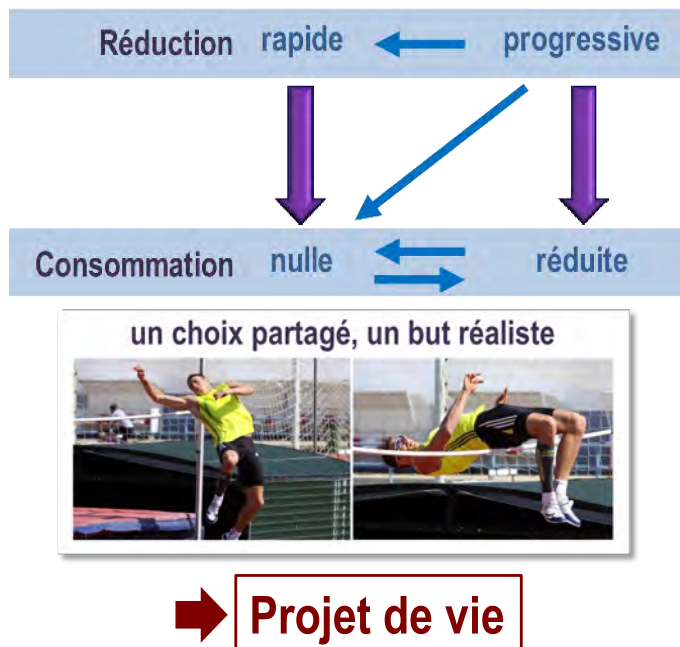 Réduction rapide progressive
Consommation nulle réduite
un choix partagé, un but réaliste
Projet de vie